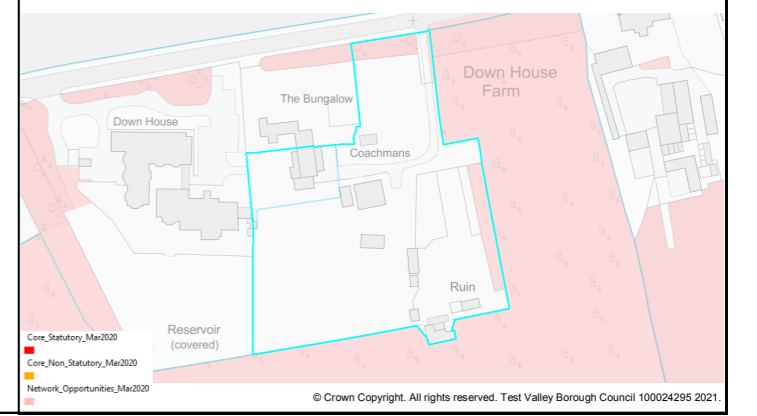 Down House
Farm
The Bungalow
Down House
Coachmans
Ruin
Reservoir
(covered)
Core_Statutory_Mar2020
Core_Non_Statutory_Mar2020
Network_Opportunities_Mar2020
© Crown Copyright. All rights reserved. Test Valley Borough Council 100024295 2021.